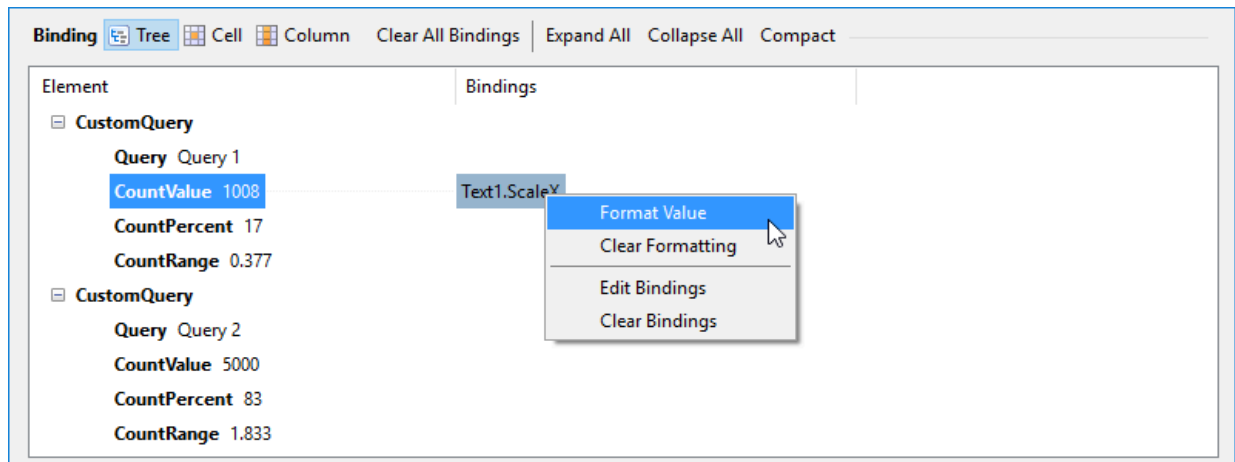 Binding Tree Cell Column Clear All Bindings Expand All Collapse All Compact
Element Bindings
CustomQuery
Query Query 1
CountValue 1008 Text1.ScaleX
Format Value
CountPercent 17
Clear Formatting
CountRange 0.377
Edit Bindings
CustomQuery
Clear Bindings
Query Query 2
CountValue 5000
CountPercent 83
CountRange 1.833